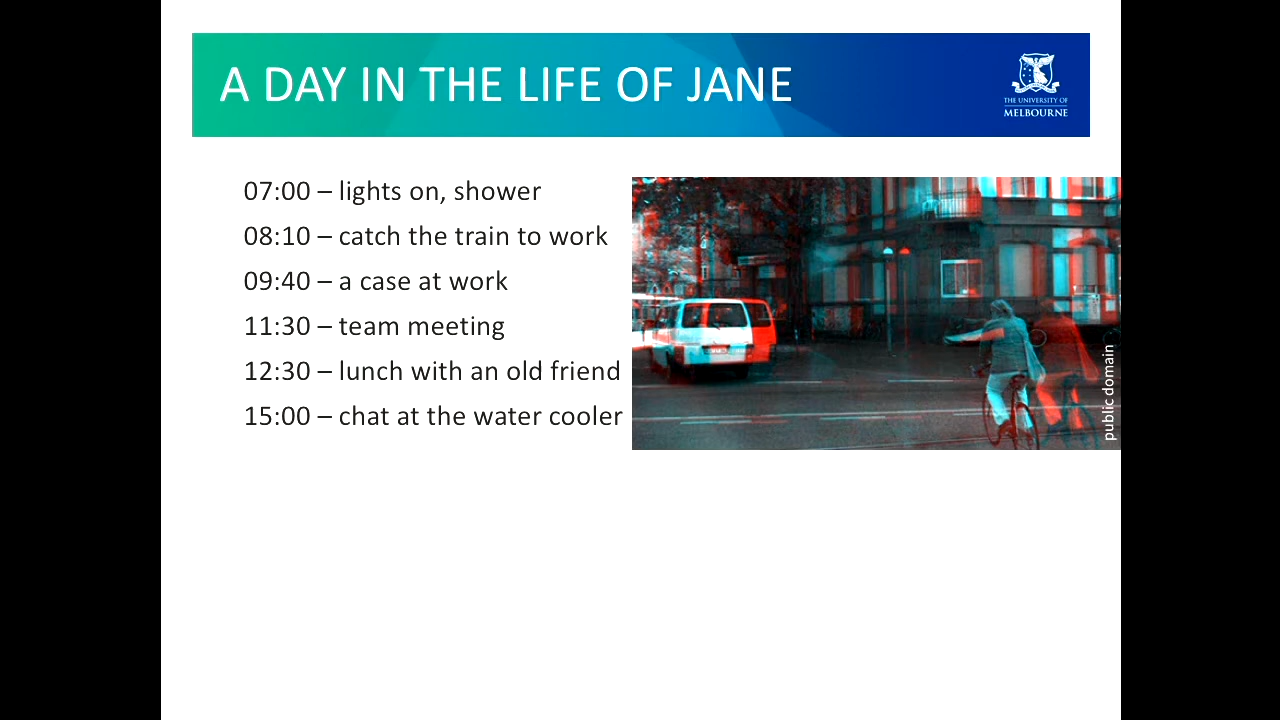 A DAY IN THE LIFE OF JANE
THE UNIVERSITY OF
MELBOURNE
07:00 – lights on, shower
08:10 – catch the train to work
09:40 – a case at work
11:30 – team meeting
12:30 – lunch with an old friend
15:00 – chat at the water cooler
public domain